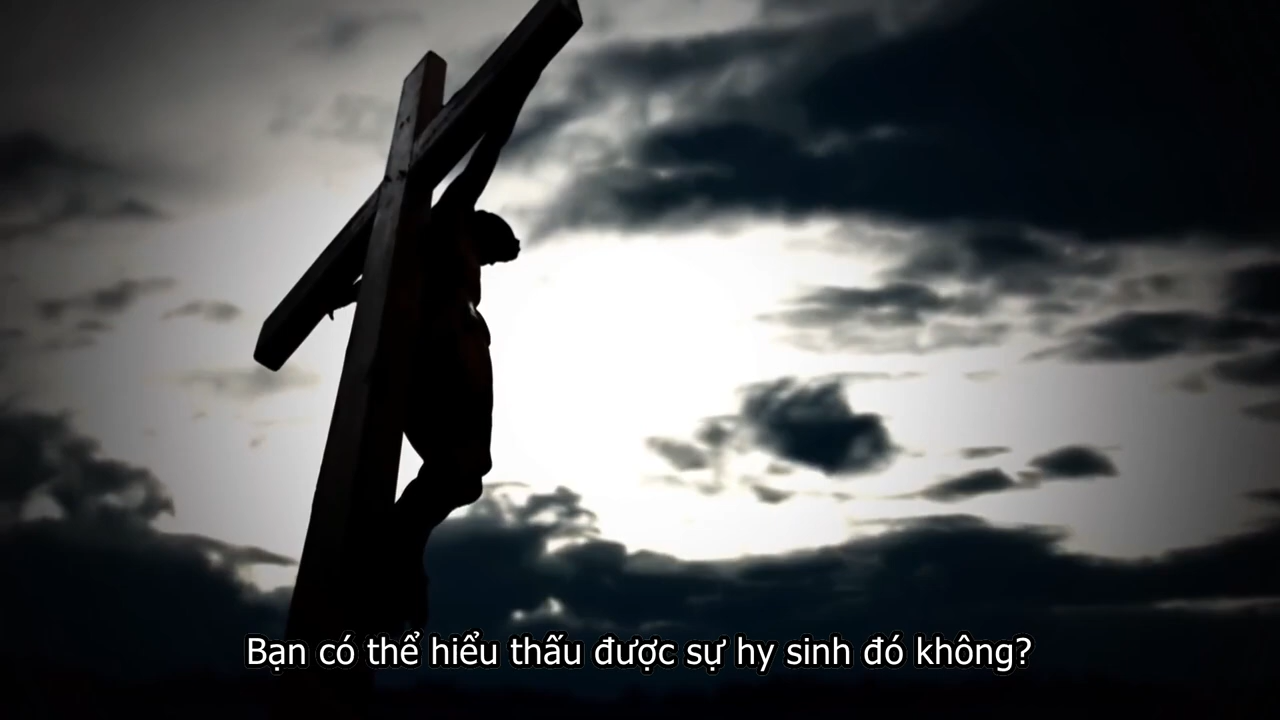 Bạn có thể hiểu thấu được sự hy sinh đó không?